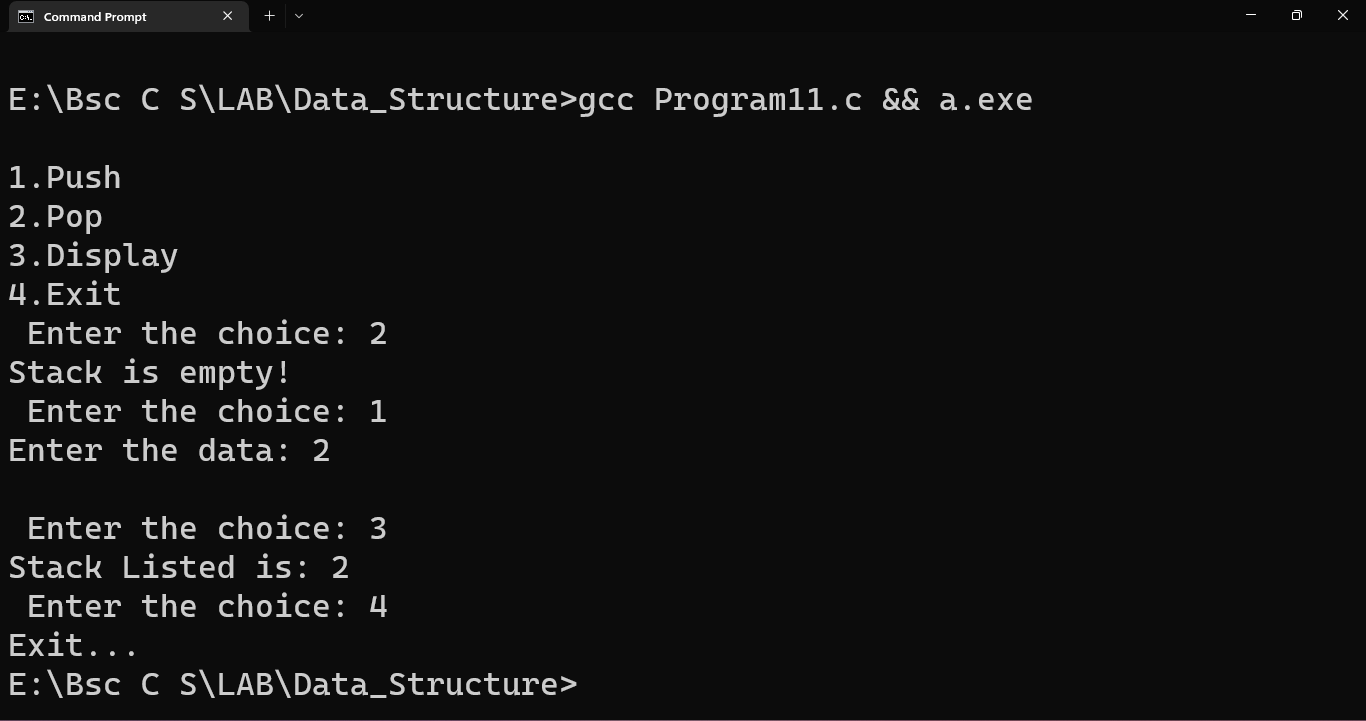 Command Prompt
E:\Bsc C S\LAB\Data_Structure>gcc Program11.c && a.exe
1.Push
2.Pop
3.Display
4.Exit
 Enter the choice: 2
Stack is empty!
 Enter the choice: 1
Enter the data: 2
 Enter the choice: 3
Stack Listed is: 2
 Enter the choice: 4
Exit...
E:\Bsc C S\LAB\Data_Structure>